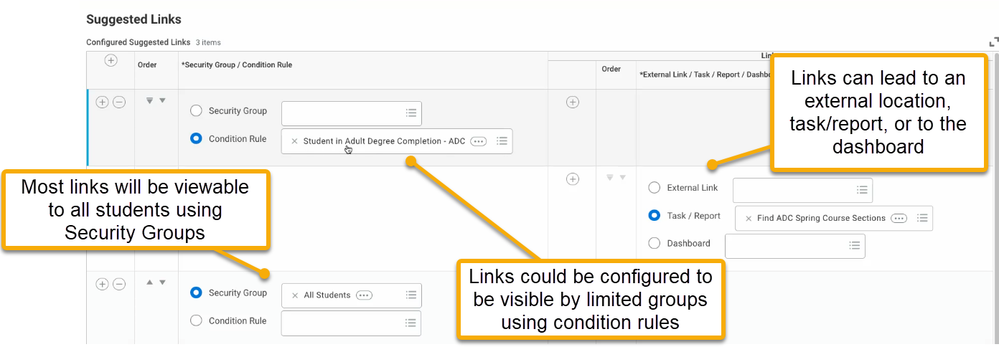 Suggested Links
Configured Suggested Links 3 items
Order
*Security Group / Condition Rule
Order
*External Link / Task / Report /
Security Group
Condition Rule
Student in Adult Degree Completion - ADC
Links can lead to an
external location,
task/report, or to the
dashboard
Most links will be viewable
to all students using
Security Groups
External Link
Task / Report
Find ADC Spring Course Sections
Dashboard
Links could be configured to
be visible by limited groups
using condition rules
Security Group
All Students
Condition Rule